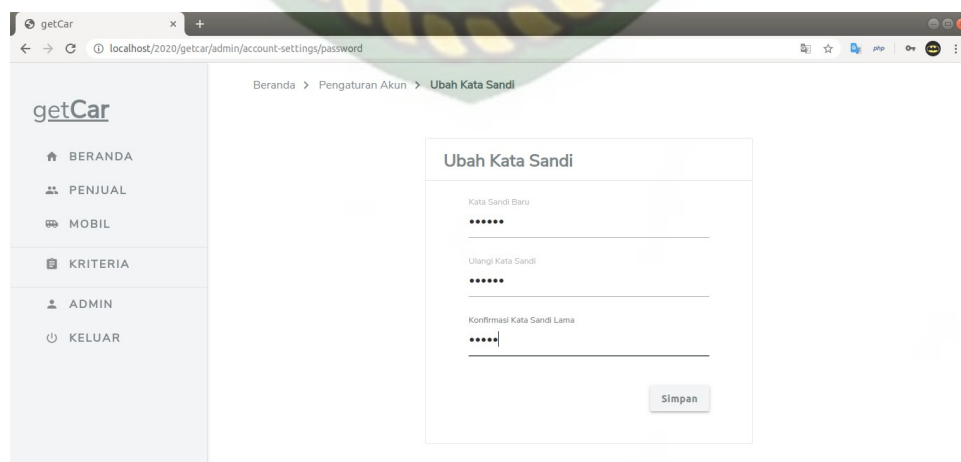 getCar
localhost/2020/getcar/admin/account-settings/password
php
Beranda > Pengaturan Akun > Ubah Kata Sandi
getCar
BERANDA
PENJUAL
MOBIL
KRITERIA
ADMIN
KELUAR
Ubah Kata Sandi
Kata Sandi Baru
••••••
Ulangi Kata Sandi
••••••
Konfirmasi Kata Sandi Lama
•••••
Simpan